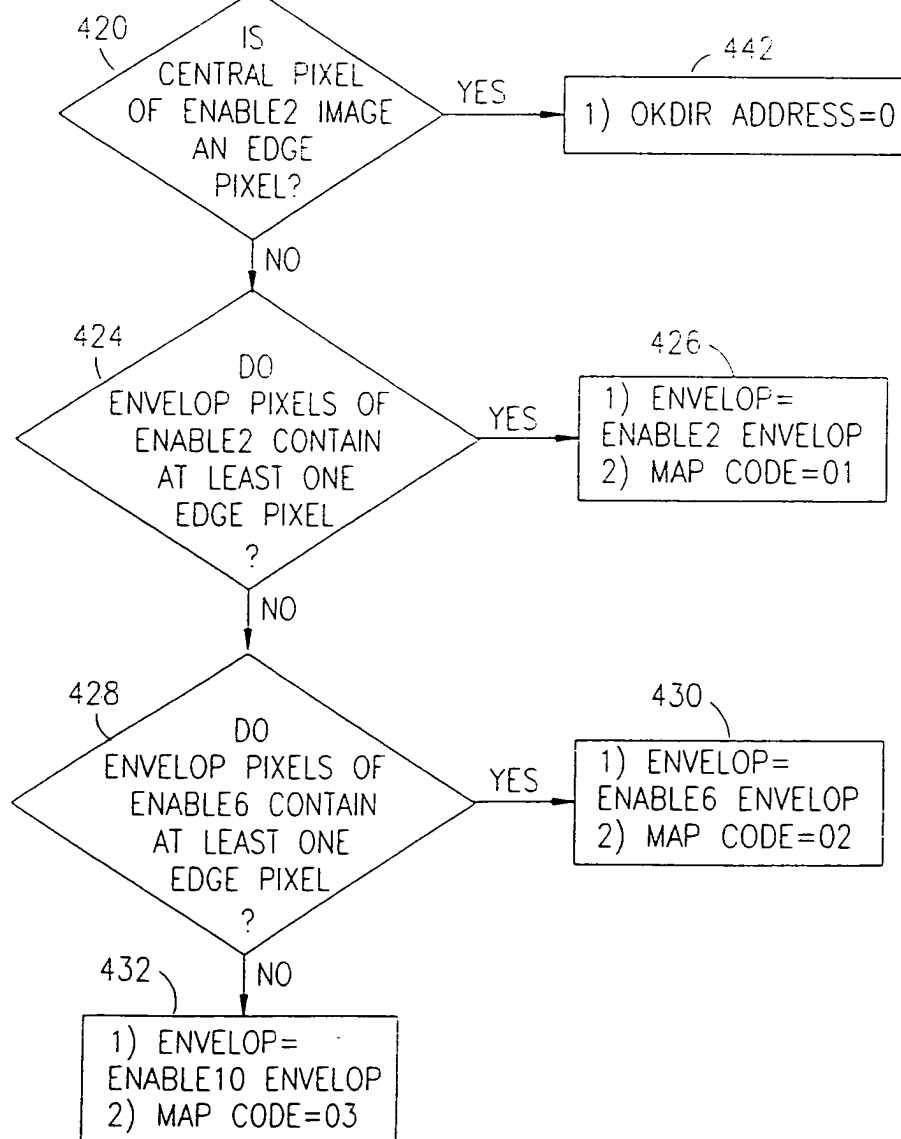 420
IS
CENTRAL PIXEL
OF ENABLE2 IMAGE
AN EDGE
PIXEL?
YES
442
1) OKDIR ADDRESS=0
NO
424
DO
ENVELOP PIXELS OF
ENABLE2 CONTAIN
AT LEAST ONE
EDGE PIXEL
?
YES
426
1) ENVELOP=
ENABLE2 ENVELOP
2) MAP CODE=01
NO
428
DO
ENVELOP PIXELS OF
ENABLE6 CONTAIN
AT LEAST ONE
EDGE PIXEL
?
YES
430
1) ENVELOP=
ENABLE6 ENVELOP
2) MAP CODE=02
NO
432
1) ENVELOP=
ENABLE10 ENVELOP
2) MAP CODE=03